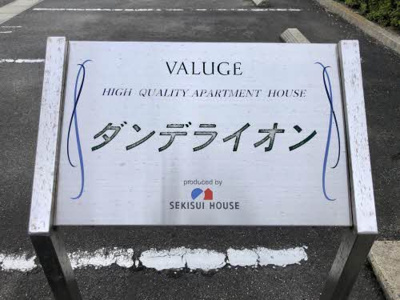 VALUGE
HIGH QUALITY APARTMENT HOUSE
ダンデライオン
produced by
SEKISUI HOUSE